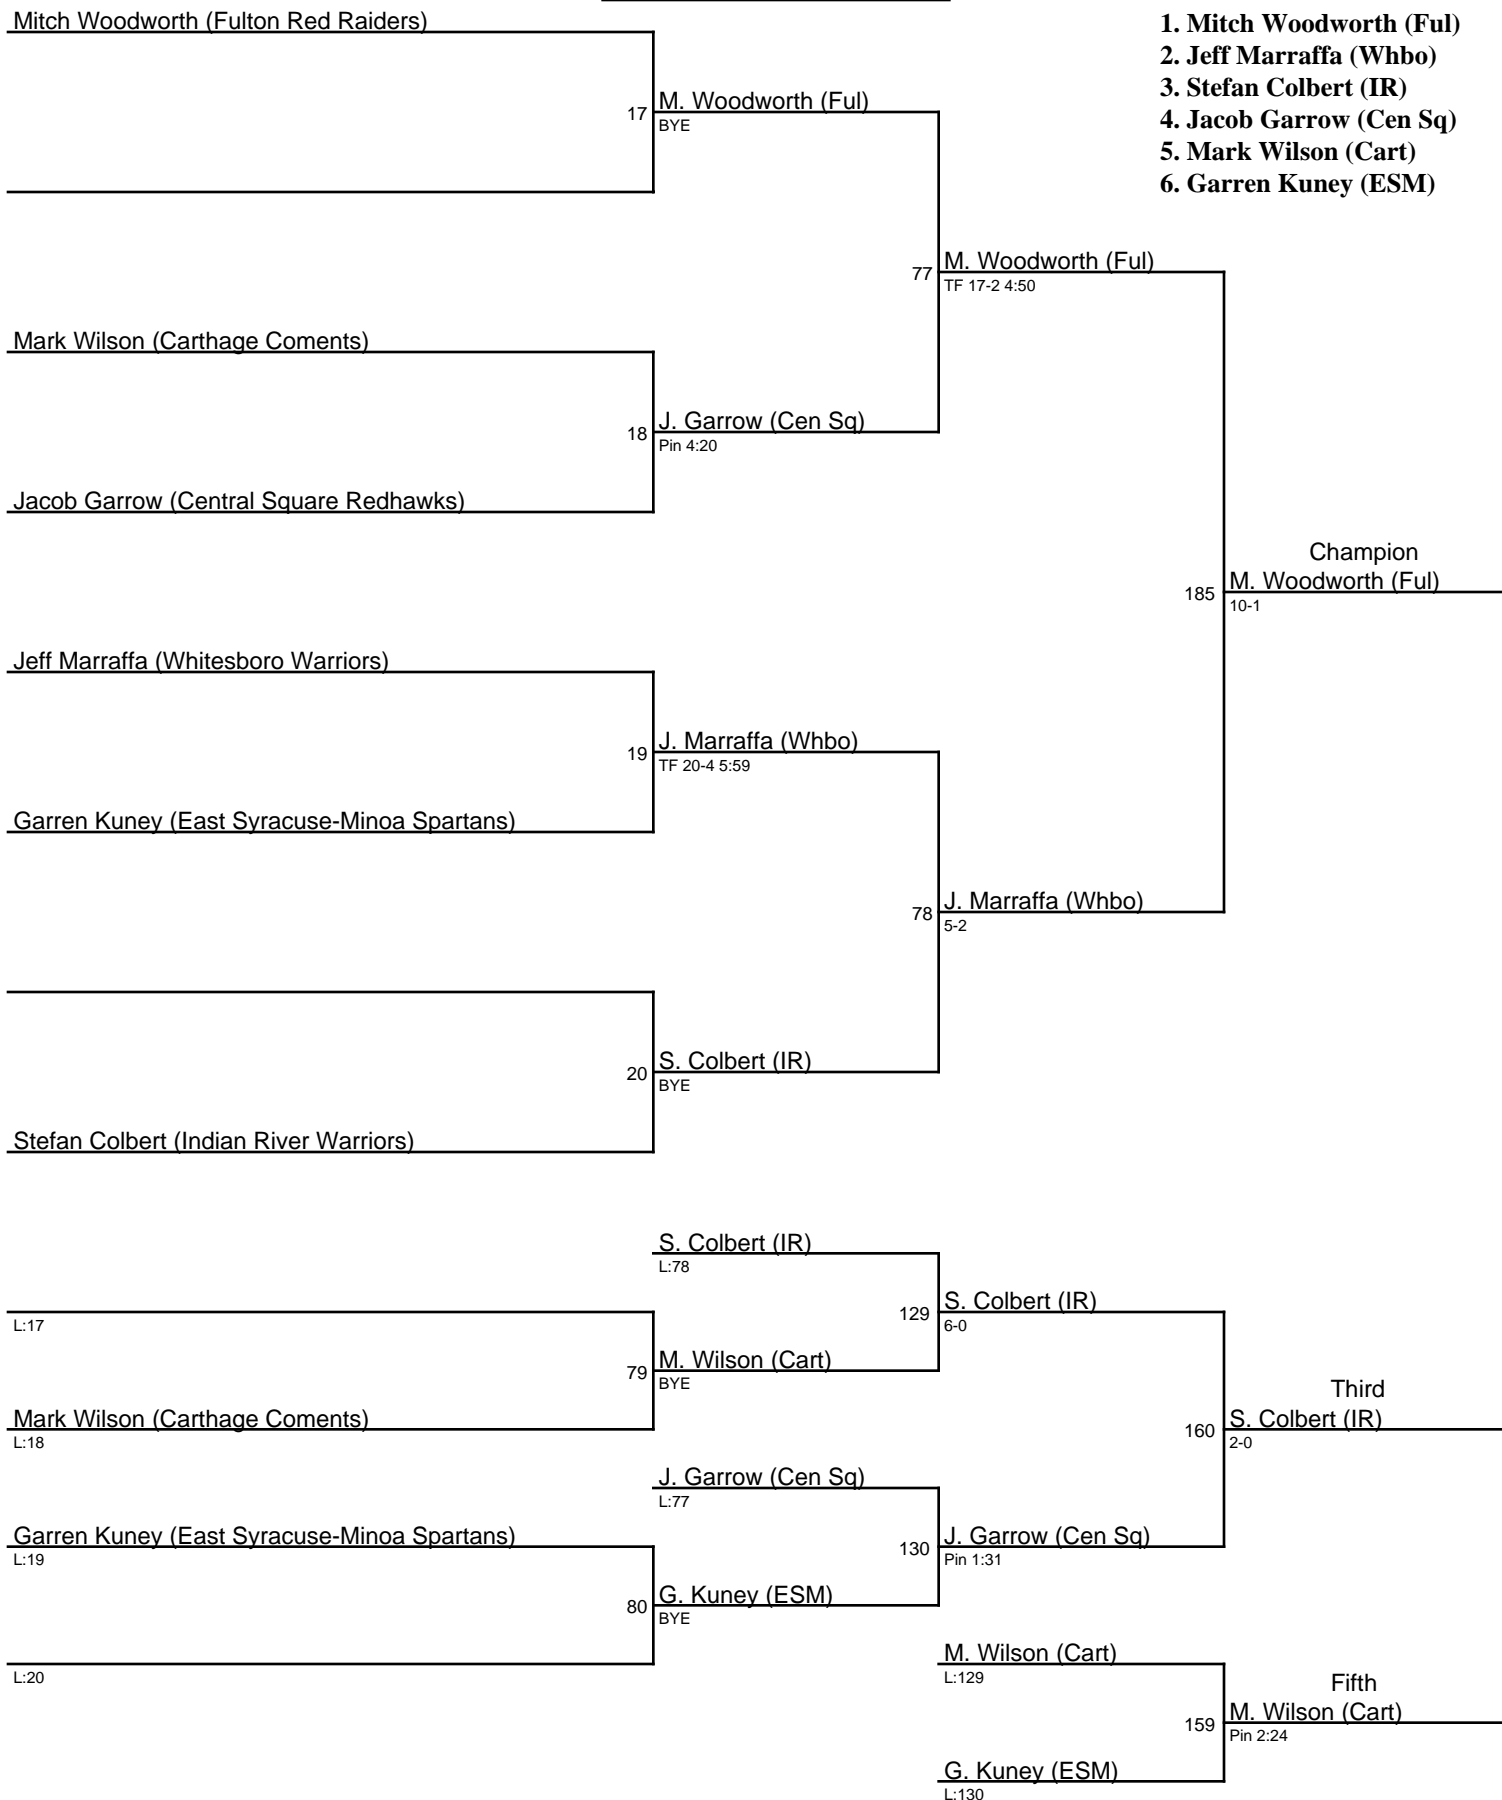 Mitch Woodworth (Fulton Red Raiders)
1. Mitch Woodworth (Ful)
2. Jeff Marraffa (Whbo)
3. Stefan Colbert (IR)
4. Jacob Garrow (Cen Sq)
5. Mark Wilson (Cart)
6. Garren Kuney (ESM)
17 M. Woodworth (Ful)
BYE
77 M. Woodworth (Ful)
TF 17-2 4:50
Mark Wilson (Carthage Coments)
18 J. Garrow (Cen Sq)
Pin 4:20
Jacob Garrow (Central Square Redhawks)
Champion
185 M. Woodworth (Ful)
10-1
Jeff Marraffa (Whitesboro Warriors)
19 J. Marraffa (Whbo)
TF 20-4 5:59
Garren Kuney (East Syracuse-Minoa Spartans)
78 J. Marraffa (Whbo)
5-2
20 S. Colbert (IR)
BYE
Stefan Colbert (Indian River Warriors)
S. Colbert (IR)
L:78
L:17
129 S. Colbert (IR)
6-0
79 M. Wilson (Cart)
BYE
Mark Wilson (Carthage Coments)
L:18
Third
160 S. Colbert (IR)
2-0
J. Garrow (Cen Sq)
L:77
Garren Kuney (East Syracuse-Minoa Spartans)
L:19
130 J. Garrow (Cen Sq)
Pin 1:31
80 G. Kuney (ESM)
BYE
L:20
M. Wilson (Cart)
L:129
Fifth
159 M. Wilson (Cart)
Pin 2:24
G. Kuney (ESM)
L:130